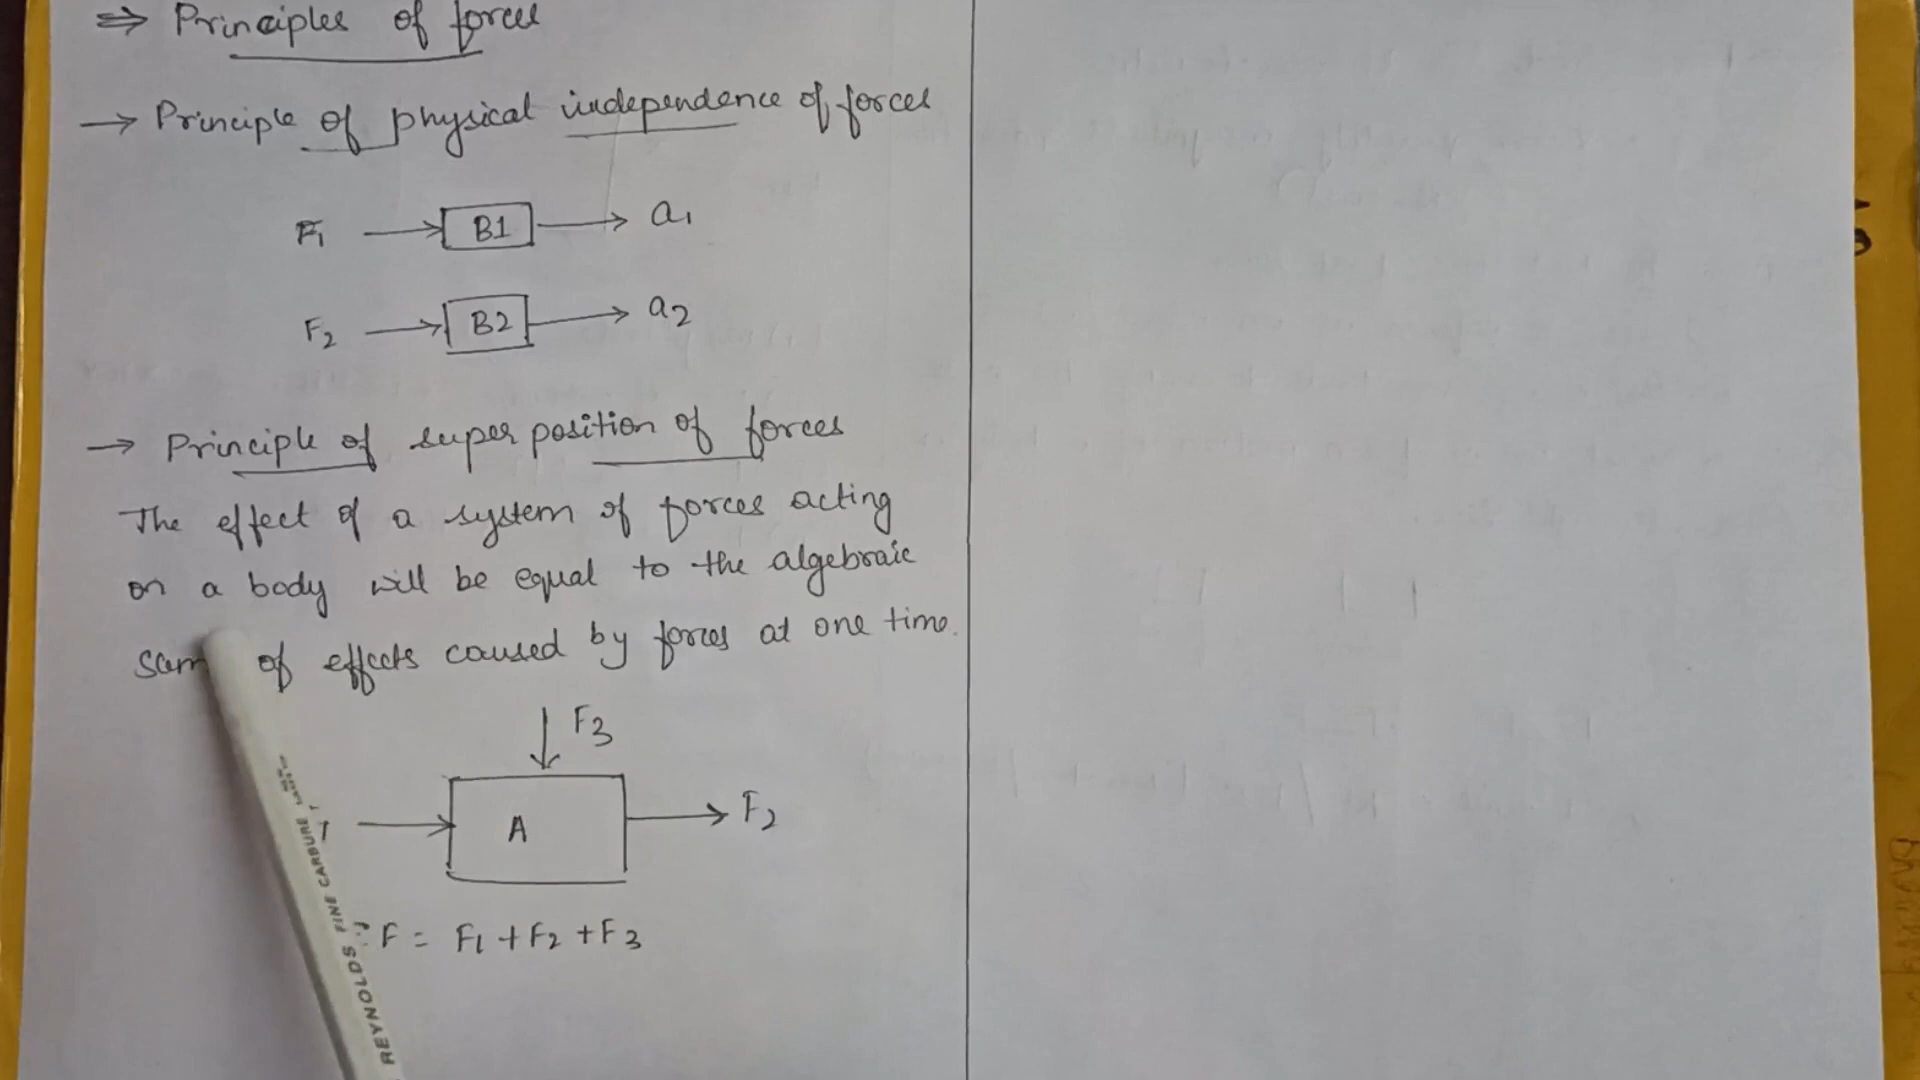 ⇒ Principles of forces
→ Principle of physical independence of forces
F1 → B1 → a1
F2 → B2 → a2
→ Principle of super position of forces
The effect of a system of forces acting
on a body will be equal to the algebraic
sum of effects caused by forces at one time.
↓ F3
1 → A → F2
∴ F = F1 + F2 + F3
REYNOLDS FINE CARBURE